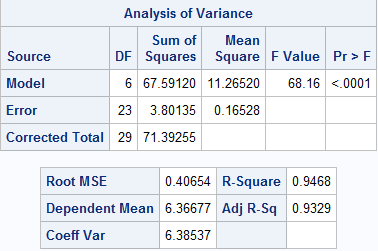 Analysis of Variance
Source DF Sum of Squares Mean Square F Value Pr > F
Model 6 67.59120 11.26520 68.16 <.0001
Error 23 3.80135 0.16528
Corrected Total 29 71.39255
Root MSE 0.40654 R-Square 0.9468
Dependent Mean 6.36677 Adj R-Sq 0.9329
Coeff Var 6.38537